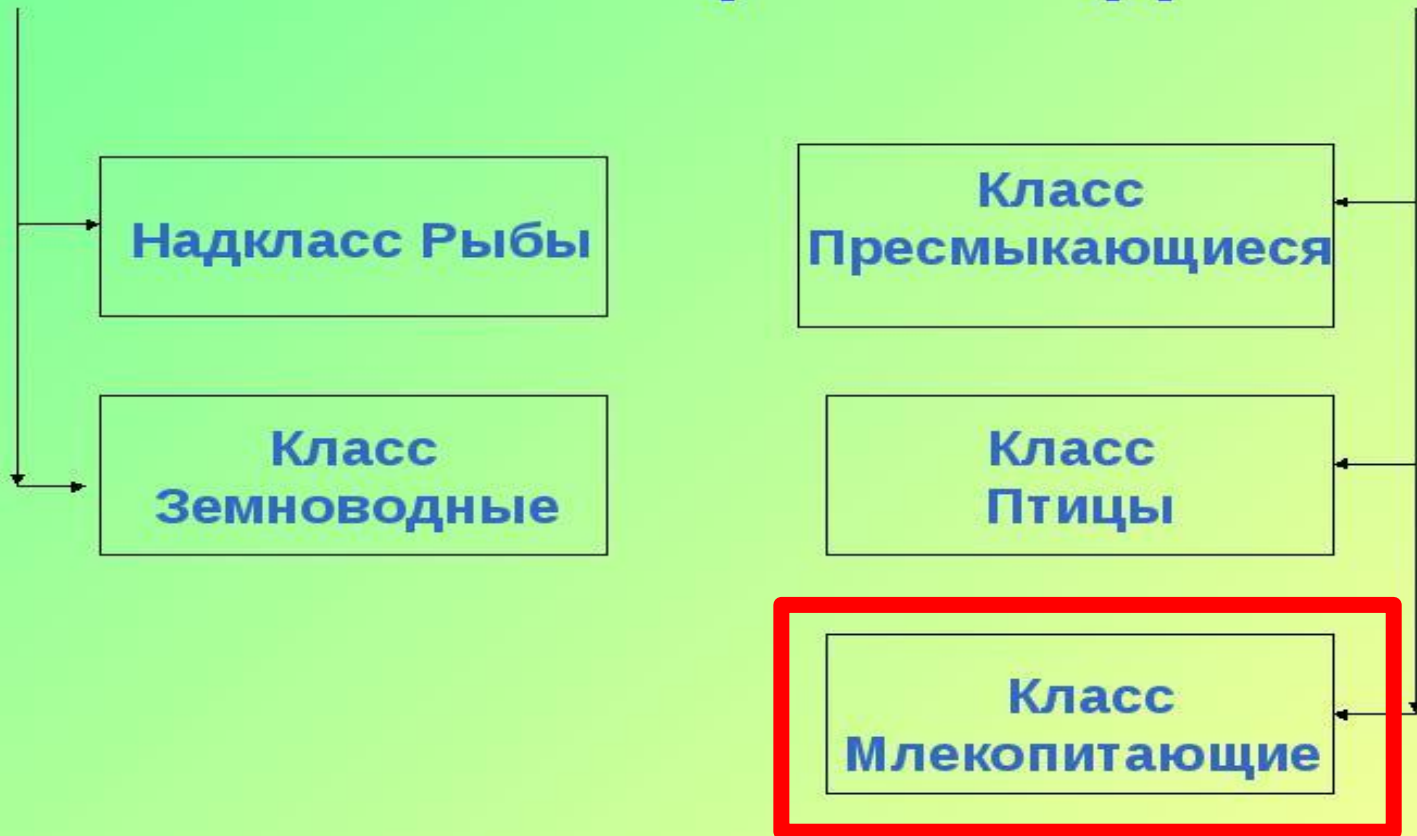 Надкласс Рыбы
Класс
Земноводные
Класс
Пресмыкающиеся
Класс
Птицы
Класс
Млекопитающие